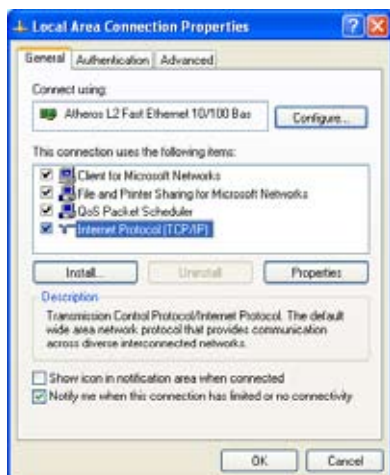 Local Area Connection Properties
General Authentication Advanced
Connect using:
Atheros L2 Fast Ethernet 10/100 Bas
Configure...
This connection uses the following items:
Client for Microsoft Networks
File and Printer Sharing for Microsoft Networks
QoS Packet Scheduler
Internet Protocol (TCP/IP)
Install... Uninstall Properties
Description
Transmission Control Protocol/Internet Protocol. The default
wide area network protocol that provides communication
across diverse interconnected networks.
Show icon in notification area when connected
Notify me when this connection has limited or no connectivity
OK Cancel